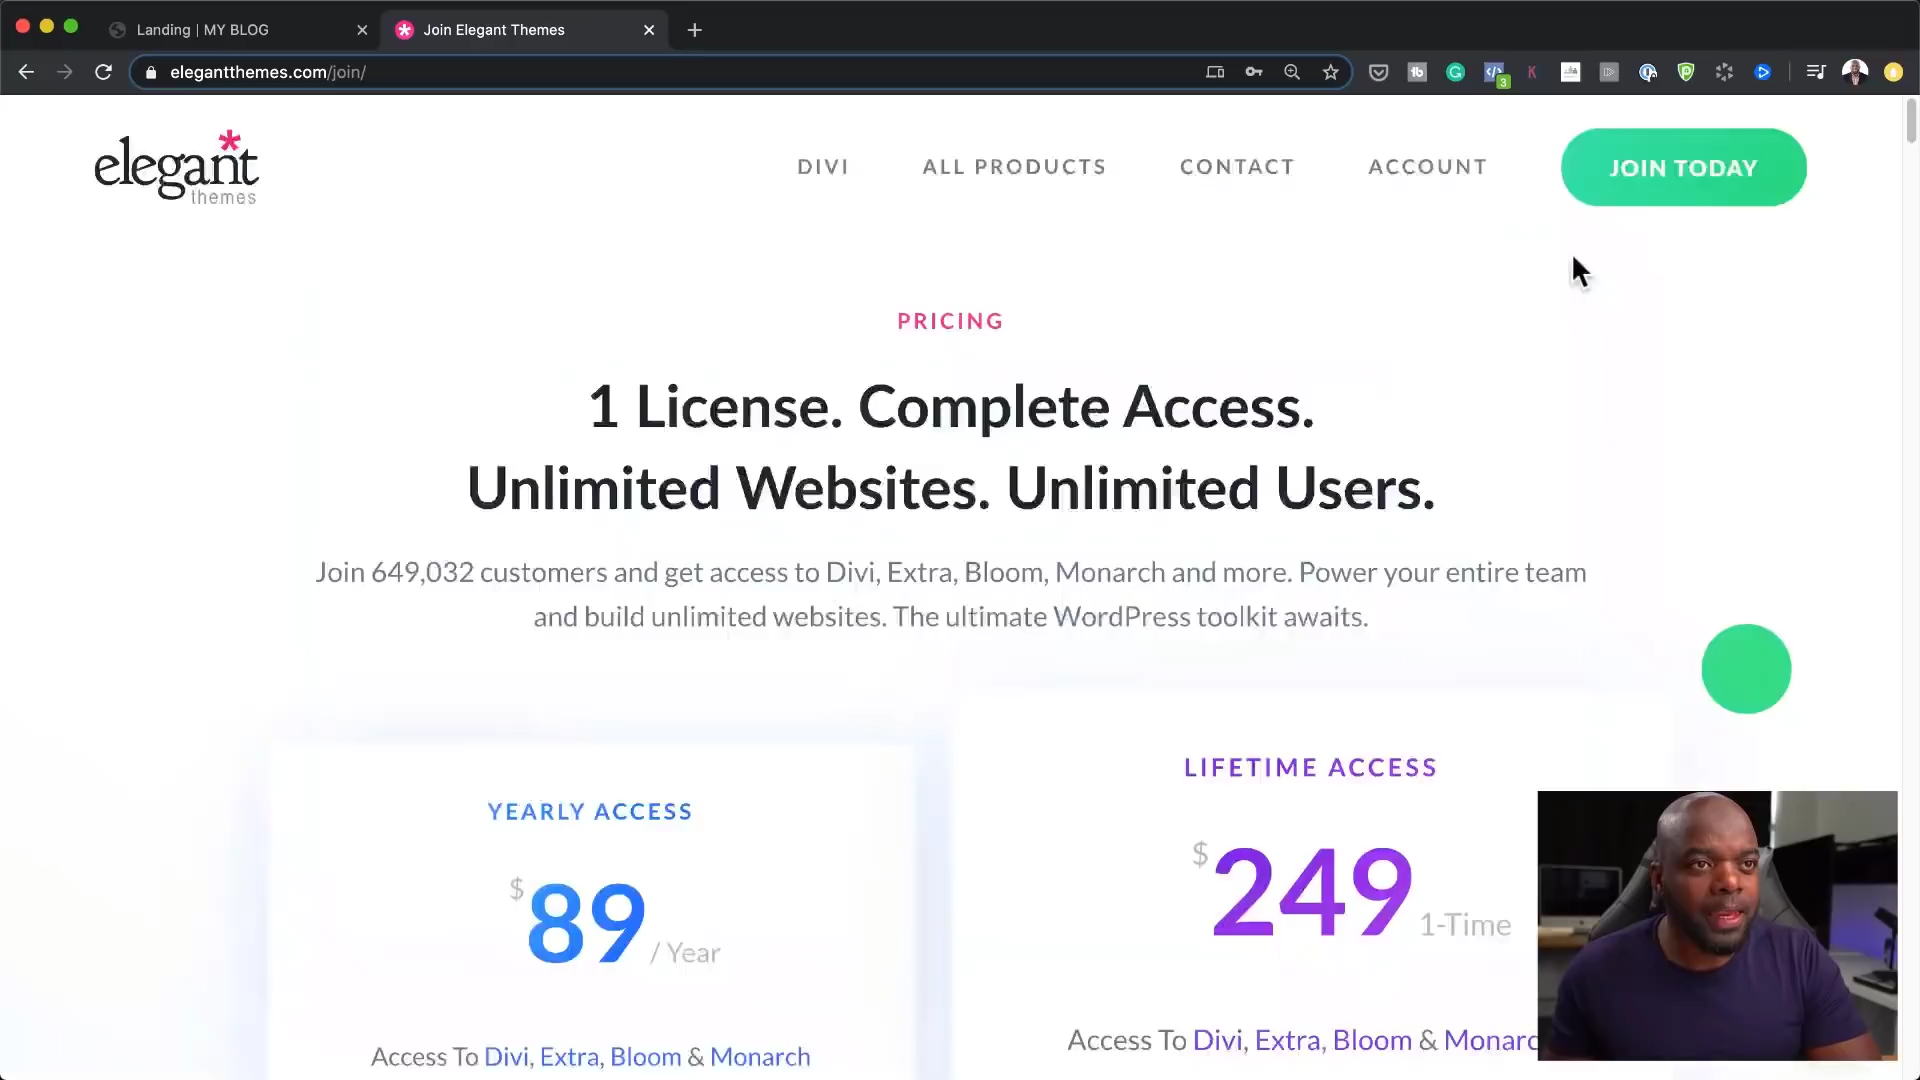 Landing | MY BLOG
Join Elegant Themes
elegantthemes.com/join/
3
elegant
themes
DIVI
ALL PRODUCTS
CONTACT
ACCOUNT
JOIN TODAY
PRICING
1 License. Complete Access.
Unlimited Websites. Unlimited Users.
Join 649,032 customers and get access to Divi, Extra, Bloom, Monarch and more. Power your entire team
and build unlimited websites. The ultimate WordPress toolkit awaits.
YEARLY ACCESS
$89 / Year
Access To Divi, Extra, Bloom & Monarch
LIFETIME ACCESS
$249 1-Time
Access To Divi, Extra, Bloom & Monarc